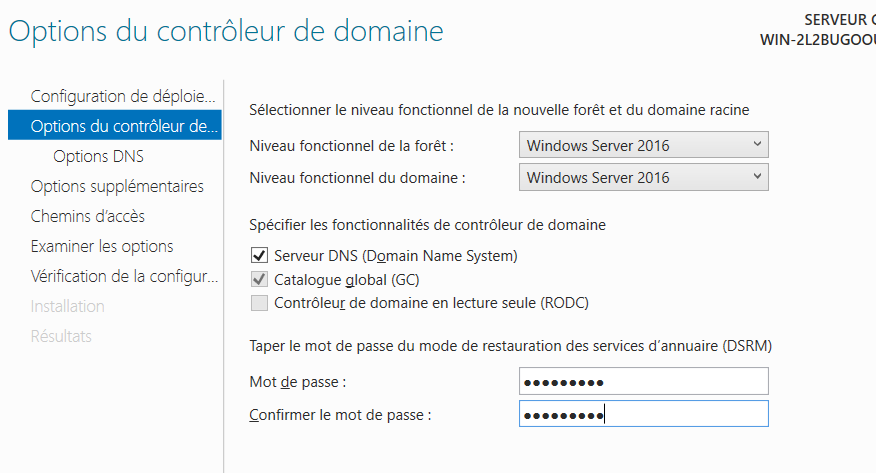 Options du contrôleur de domaine
SERVEUR C
WIN-2L2BUGOOU
Configuration de déploie...
Options du contrôleur de...
Options DNS
Options supplémentaires
Chemins d’accès
Examiner les options
Vérification de la configur...
Installation
Résultats
Sélectionner le niveau fonctionnel de la nouvelle forêt et du domaine racine
Niveau fonctionnel de la forêt : Windows Server 2016
Niveau fonctionnel du domaine : Windows Server 2016
Spécifier les fonctionnalités de contrôleur de domaine
Serveur DNS (Domain Name System)
Catalogue global (GC)
Contrôleur de domaine en lecture seule (RODC)
Taper le mot de passe du mode de restauration des services d’annuaire (DSRM)
Mot de passe : •••••••••
Confirmer le mot de passe : •••••••••